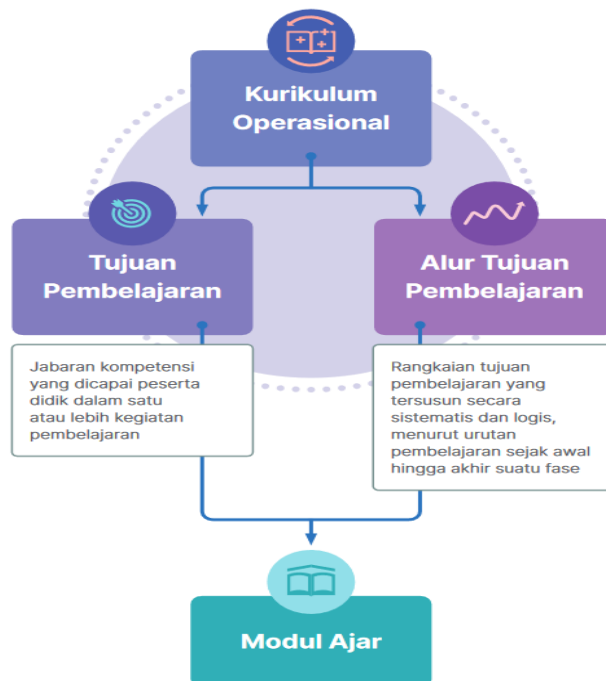 Kurikulum
Operasional
Tujuan
Pembelajaran
Alur Tujuan
Pembelajaran
Jabaran kompetensi
yang dicapai peserta
didik dalam satu
atau lebih kegiatan
pembelajaran
Rangkaian tujuan
pembelajaran yang
tersusun secara
sistematis dan logis,
menurut urutan
pembelajaran sejak awal
hingga akhir suatu fase
Modul Ajar